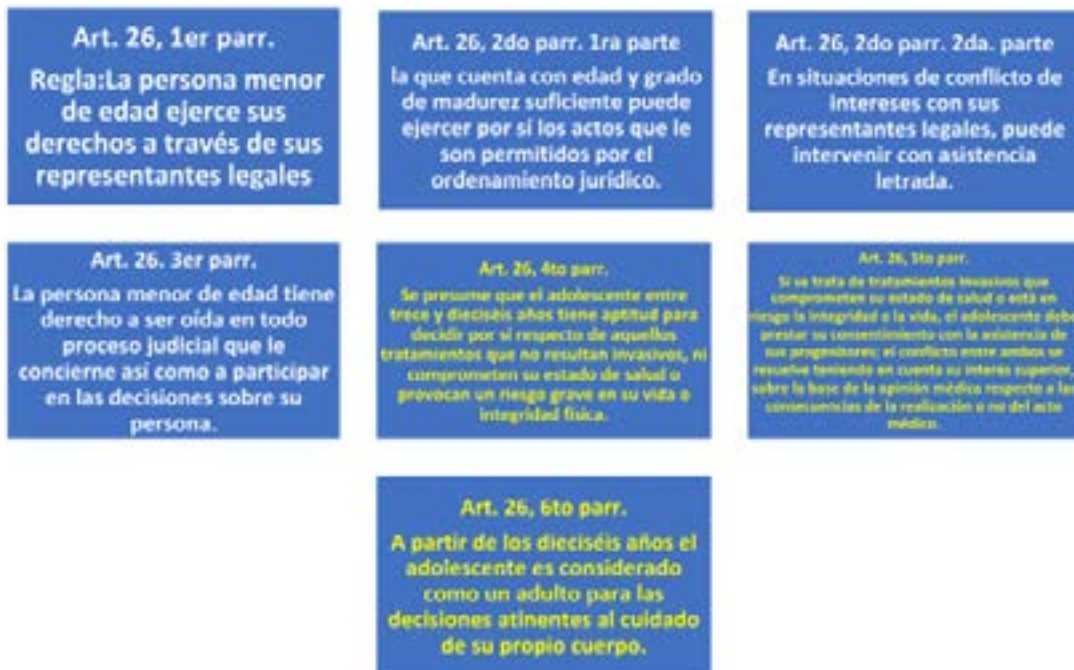 Art. 26, 1er parr.
Regla:La persona menor
de edad ejerce sus
derechos a través de sus
representantes legales
Art. 26, 2do parr. 1ra parte
la que cuenta con edad y grado
de madurez suficiente puede
ejercer por sí los actos que le
son permitidos por el
ordenamiento jurídico.
Art. 26, 2do parr. 2da. parte
En situaciones de conflicto de
intereses con sus
representantes legales, puede
intervenir con asistencia
letrada.
Art. 26. 3er parr.
La persona menor de edad tiene
derecho a ser oída en todo
proceso judicial que le
concierne así como a participar
en las decisiones sobre su
persona.
Art. 26, 4to parr.
Se presume que el adolescente entre
trece y dieciséis años tiene aptitud para
decidir por sí respecto de aquellos
tratamientos que no resultan invasivos, ni
comprometen su estado de salud o
provocan un riesgo grave en su vida o
integridad física.
Art. 26, 5to parr.
Si se trata de tratamientos invasivos que
comprometen su estado de salud o está en
riesgo la integridad o la vida, el adolescente debe
prestar su consentimiento con la asistencia de
sus progenitores; el conflicto entre ambos se
resuelve teniendo en cuenta su interés superior,
sobre la base de la opinión médica respecto a las
consecuencias de la realización o no del acto
médico.
Art. 26, 6to parr.
A partir de los dieciséis años el
adolescente es considerado
como un adulto para las
decisiones atinentes al cuidado
de su propio cuerpo.